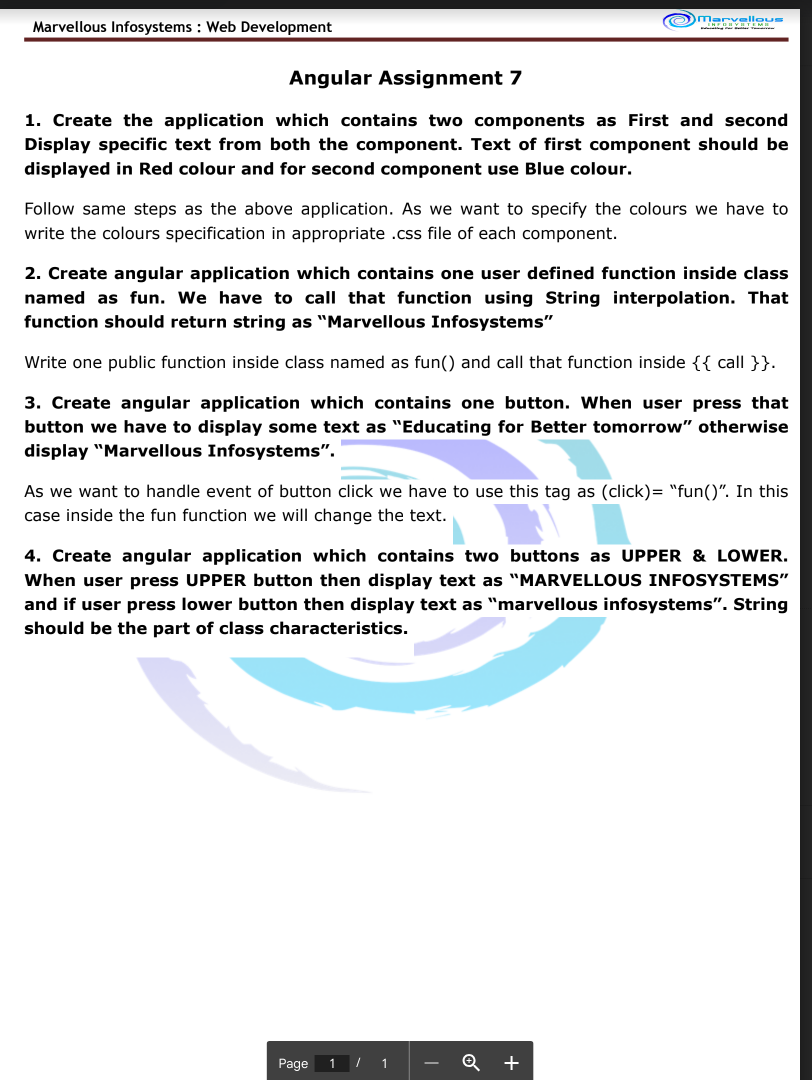 Marvellous Infosystems : Web Development
Marvellous
INFOSYSTEMS
Educating For Better Tomorrow
Angular Assignment 7
1. Create the application which contains two components as First and second
Display specific text from both the component. Text of first component should be
displayed in Red colour and for second component use Blue colour.
Follow same steps as the above application. As we want to specify the colours we have to
write the colours specification in appropriate .css file of each component.
2. Create angular application which contains one user defined function inside class
named as fun. We have to call that function using String interpolation. That
function should return string as “Marvellous Infosystems”
Write one public function inside class named as fun() and call that function inside {{ call }}.
3. Create angular application which contains one button. When user press that
button we have to display some text as “Educating for Better tomorrow” otherwise
display “Marvellous Infosystems”.
As we want to handle event of button click we have to use this tag as (click)= “fun()”. In this
case inside the fun function we will change the text.
4. Create angular application which contains two buttons as UPPER & LOWER.
When user press UPPER button then display text as “MARVELLOUS INFOSYSTEMS”
and if user press lower button then display text as “marvellous infosystems”. String
should be the part of class characteristics.
Page 1 / 1